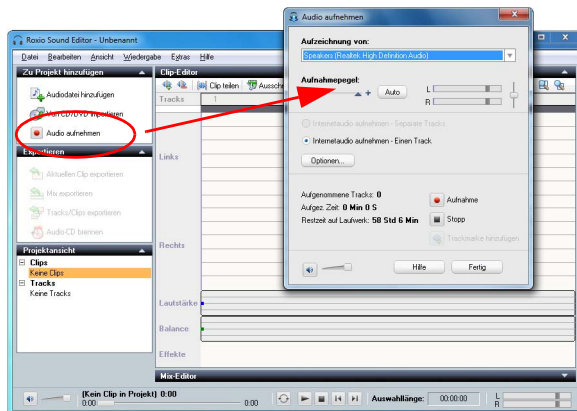 Roxio Sound Editor - Unbenannt
Datei Bearbeiten Ansicht Wiedergabe Extras Hilfe
Zu Projekt hinzufügen
Audiodatei hinzufügen
Von CD/DVD importieren
Audio aufnehmen
Exportieren
Aktuellen Clip exportieren
Mix exportieren
Tracks/Clips exportieren
Audio-CD brennen
Projektansicht
Clips
Keine Clips
Tracks
Keine Tracks
Clip-Editor
Clip teilen Ausschn
Tracks 1
Links
Rechts
Lautstärke
Balance
Effekte
Mix-Editor
(Kein Clip in Projekt) 0:00
0:00 0:00
Auswahllänge: 00:00:00
L
R
Audio aufnehmen
Aufzeichnung von:
Speakers (Realtek High Definition Audio)
Aufnahmepegel:
+ Auto
L
R
Internetaudio aufnehmen - Separate Tracks
Internetaudio aufnehmen - Einen Track
Optionen...
Aufgenommene Tracks: 0
Aufgez. Zeit: 0 Min 0 S
Restzeit auf Laufwerk: 58 Std 6 Min
Aufnahme
Stopp
Trackmarke hinzufügen
Hilfe Fertig